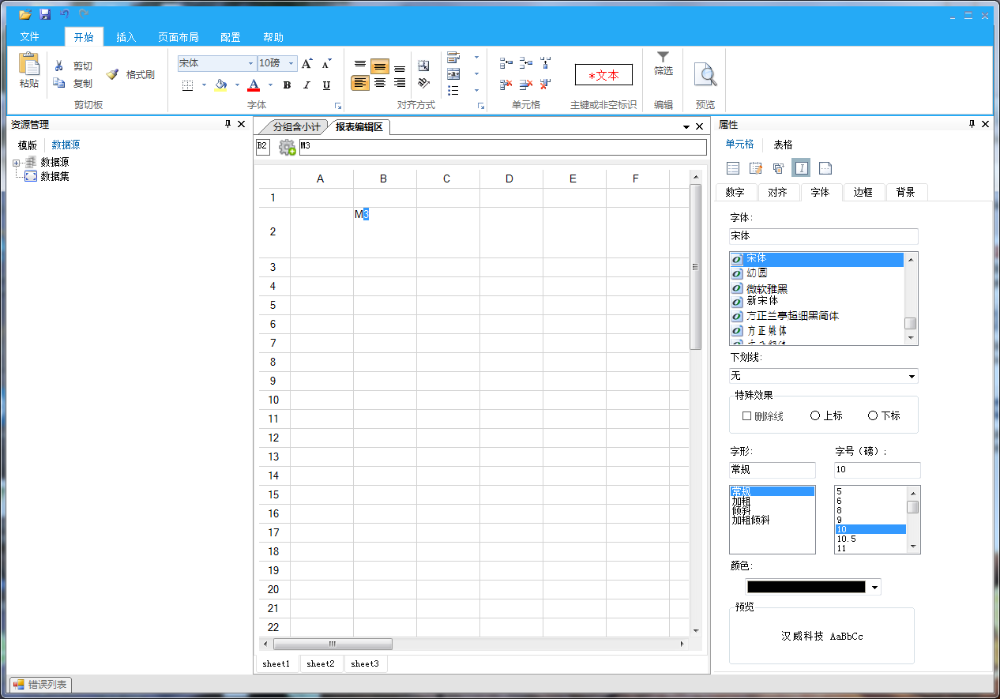 文件 开始 插入 页面布局 配置 帮助
粘贴 剪切 复制 格式刷 宋体 10磅 A A
A B I U
*文本 筛选
剪切板 字体 对齐方式 单元格 主键或非空标识 编辑 预览
资源管理
模版 数据源
数据源
数据集
分组含小计 报表编辑区
B2 M3
A B C D E F
1
M3
2
3
4
5
6
7
8
9
10
11
12
13
14
15
16
17
18
19
20
21
22
sheet1 sheet2 sheet3
属性
单元格 表格
数字 对齐 字体 边框 背景
字体:
宋体
宋体
幼圆
微软雅黑
新宋体
方正兰亭超细黑简体
方正姚体
下划线:
无
特殊效果
删除线 上标 下标
字形: 字号（磅）;
常规 10
常规
加粗
倾斜
加粗倾斜
5
6
8
9
10
10.5
11
颜色:
预览
汉威科技 AaBbCc
错误列表